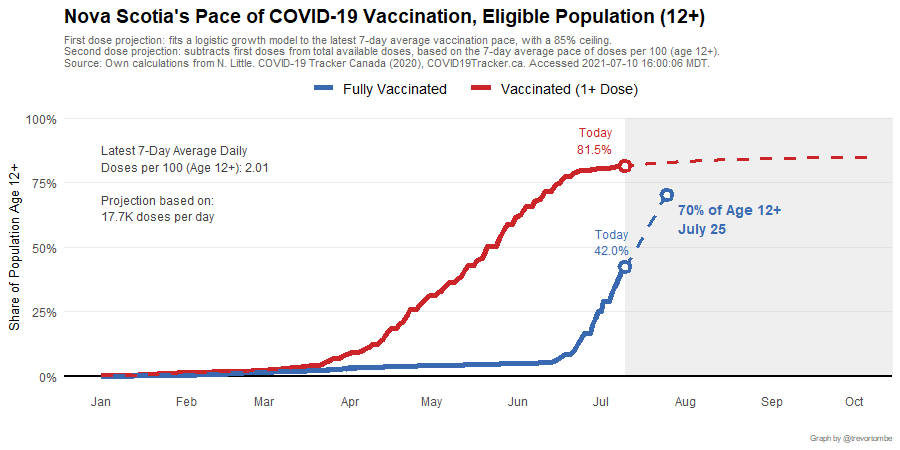 Nova Scotia's Pace of COVID-19 Vaccination, Eligible Population (12+)
First dose projection: fits a logistic growth model to the latest 7-day average vaccination pace, with a 85% ceiling.
Second dose projection: subtracts first doses from total available doses, based on the 7-day average pace of doses per 100 (age 12+).
Source: Own calculations from N. Little. COVID-19 Tracker Canada (2020), COVID19Tracker.ca. Accessed 2021-07-10 16:00:06 MDT.
Fully Vaccinated Vaccinated (1+ Dose)
Share of Population Age 12+
100%
75%
50%
25%
0%
Latest 7-Day Average Daily
Doses per 100 (Age 12+): 2.01
Projection based on:
17.7K doses per day
Today
81.5%
Today
42.0%
70% of Age 12+
July 25
Jan Feb Mar Apr May Jun Jul Aug Sep Oct
Graph by @trevortombe